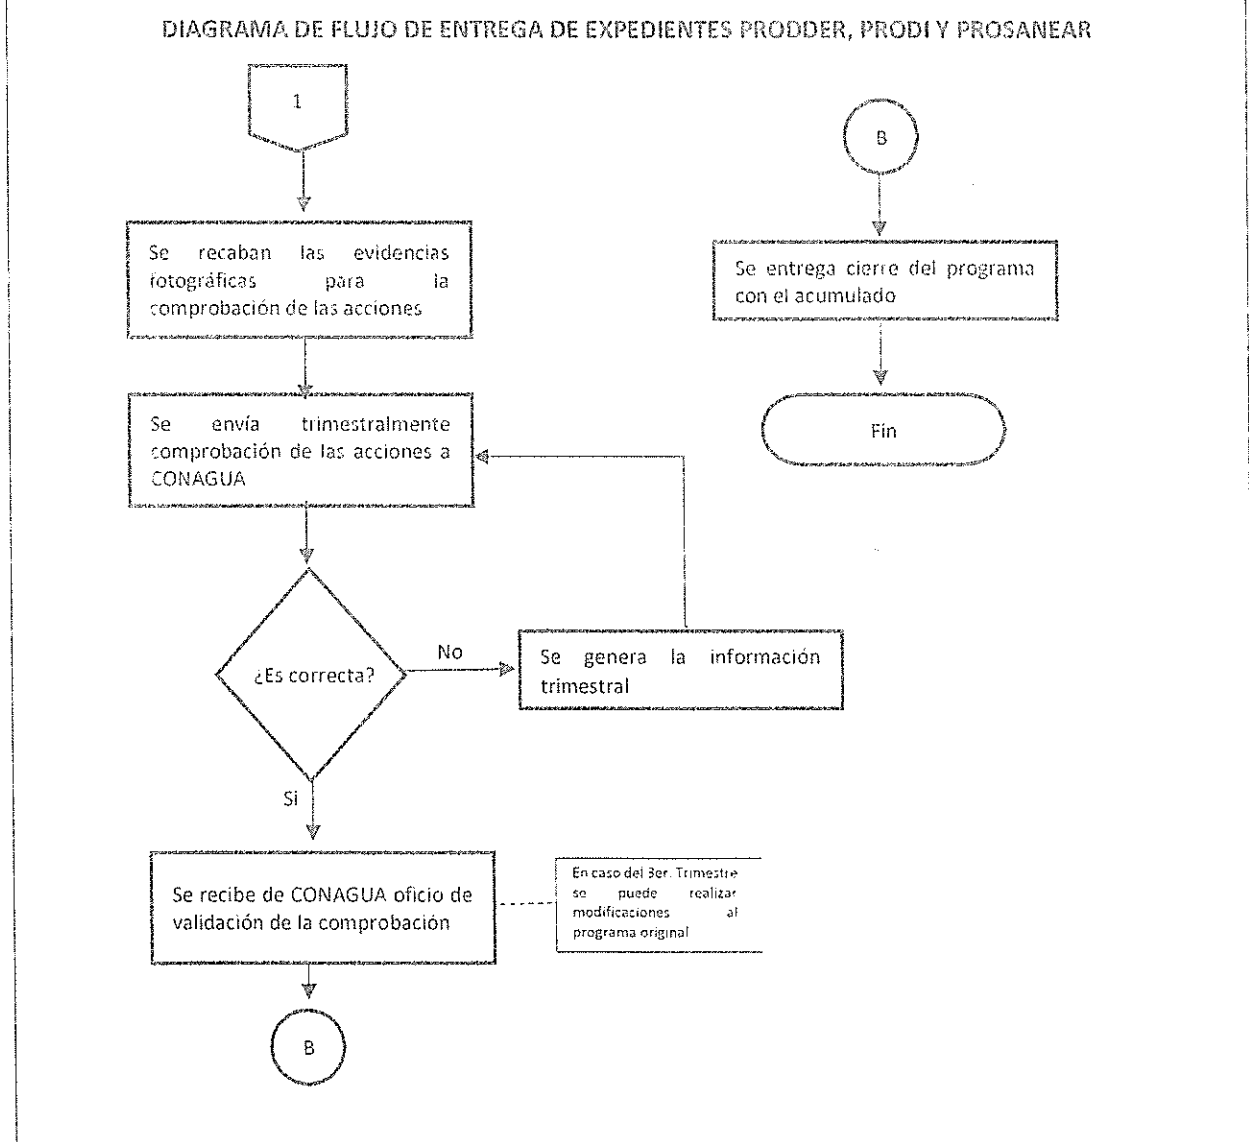 DIAGRAMA DE FLUJO DE ENTREGA DE EXPEDIENTES PRODDER, PRODI Y PROSANEAR
1
Se recaban las evidencias
fotográficas para la
comprobación de las acciones
Se envía trimestralmente
comprobación de las acciones a
CONAGUA
¿Es correcta?
No
Se genera la información
trimestral
Si
Se recibe de CONAGUA oficio de
validación de la comprobación
En caso del 3er. Trimestre
se puede realizar
modificaciones al
programa original
B
B
Se entrega cierre del programa
con el acumulado
Fin